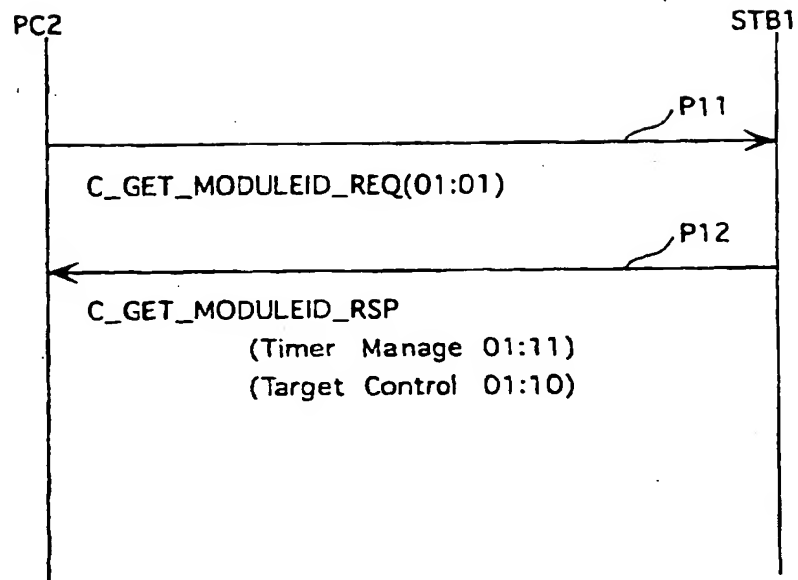 PC2
STB1
P11
C_GET_MODULEID_REQ(01:01)
P12
C_GET_MODULEID_RSP
(Timer Manage 01:11)
(Target Control 01:10)